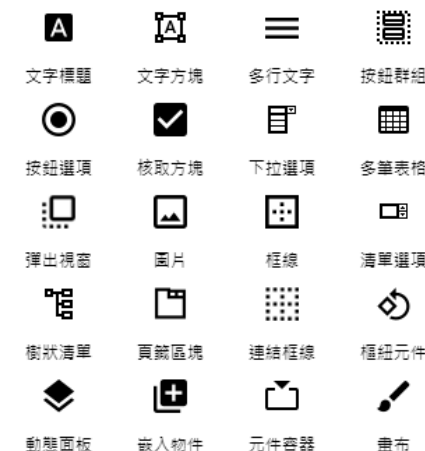 文字標題 文字方塊 多行文字 按鈕群組
按鈕選項 核取方塊 下拉選項 多筆表格
彈出視窗 圖片 框線 清單選項
樹狀清單 頁籤區塊 連結框線 樞紐元件
動態面板 嵌入物件 元件容器 畫布